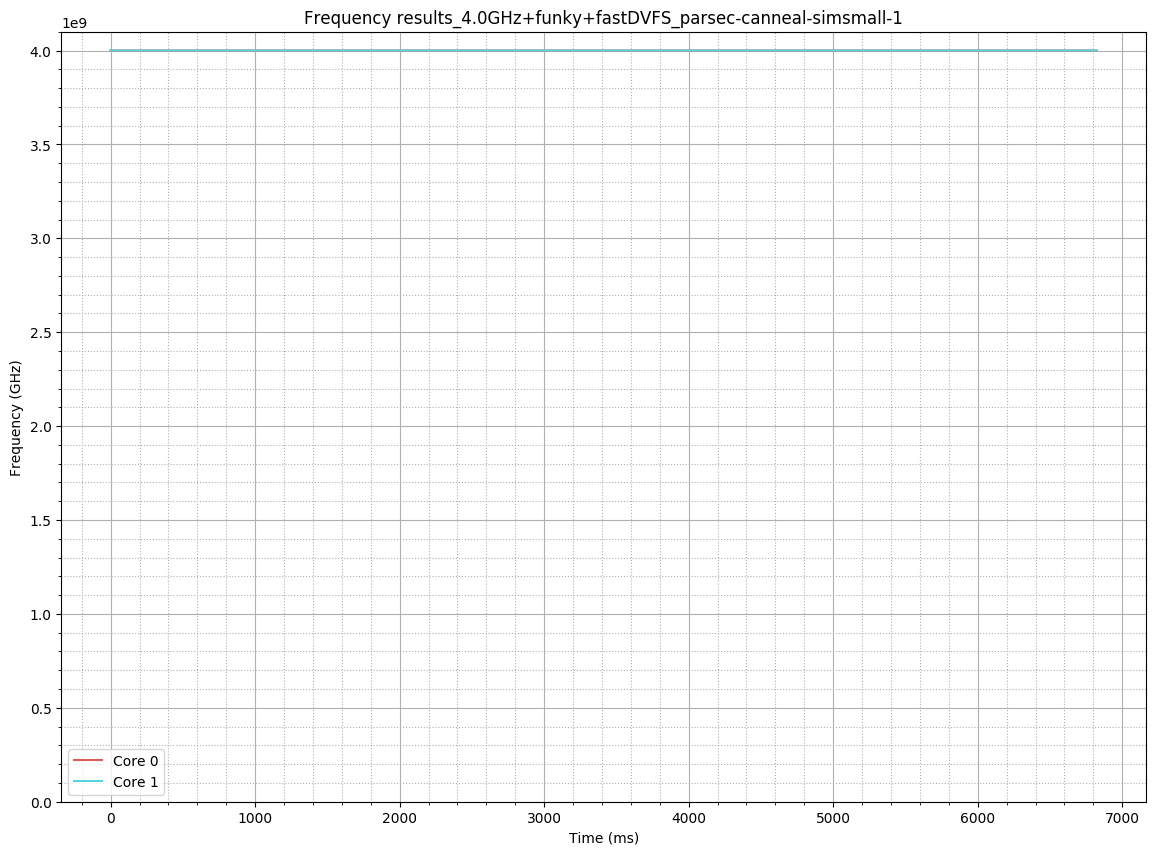 Frequency results_4.0GHz+funky+fastDVFS_parsec-canneal-simsmall-1
1e9
4.0
3.5
3.0
2.5
2.0
1.5
1.0
0.5
0.0
Frequency (GHz)
Core 0
Core 1
0 1000 2000 3000 4000 5000 6000 7000
Time (ms)